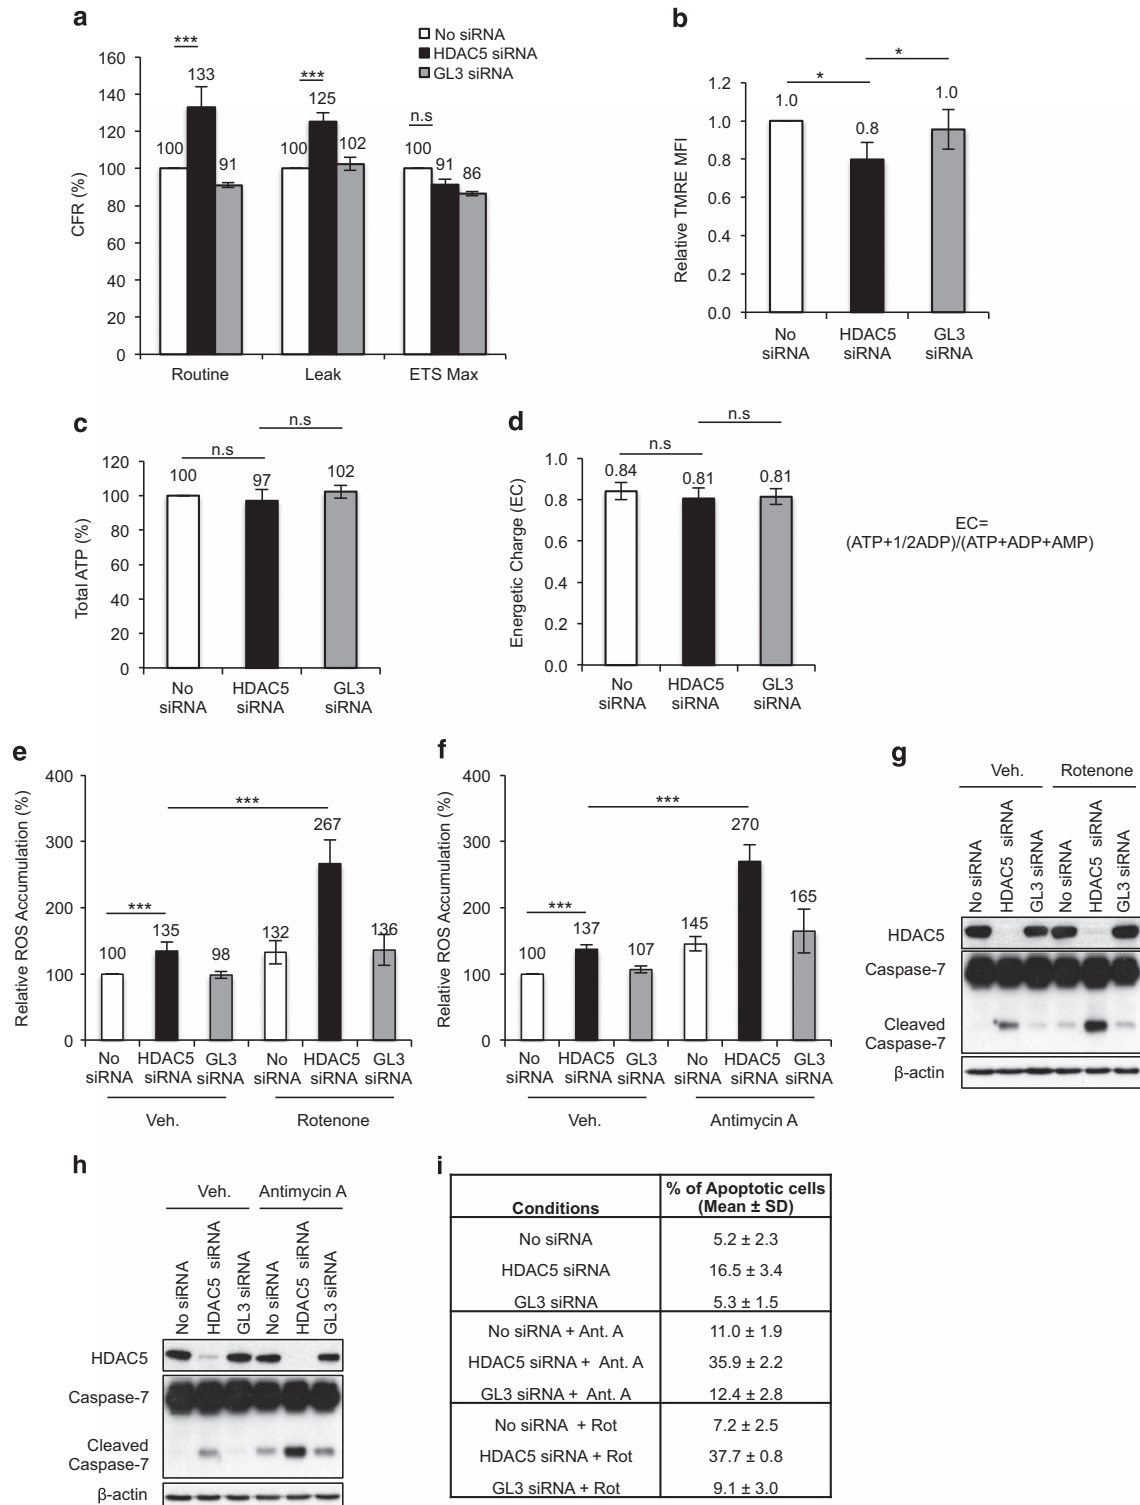 a
No siRNA
HDAC5 siRNA
GL3 siRNA
CFR (%)
160
140
120
100
80
60
40
20
0
***
***
n.s
100
133
91
100
125
102
100
91
86
Routine
Leak
ETS Max
b
*
*
Relative TMRE MFI
1.2
1.0
0.8
0.6
0.4
0.2
0.0
1.0
0.8
1.0
No siRNA
HDAC5 siRNA
GL3 siRNA
c
n.s
n.s
Total ATP (%)
120
100
80
60
40
20
0
100
97
102
No siRNA
HDAC5 siRNA
GL3 siRNA
d
n.s
n.s
Energetic Charge (EC)
1.0
0.8
0.6
0.4
0.2
0.0
0.84
0.81
0.81
No siRNA
HDAC5 siRNA
GL3 siRNA
EC=
(ATP+1/2ADP)/(ATP+ADP+AMP)
e
Relative ROS Accumulation (%)
400
300
200
100
0
***
***
100
135
98
132
267
136
No siRNA
HDAC5 siRNA
GL3 siRNA
No siRNA
HDAC5 siRNA
GL3 siRNA
Veh.
Rotenone
f
Relative ROS Accumulation (%)
400
300
200
100
0
***
***
100
137
107
145
270
165
No siRNA
HDAC5 siRNA
GL3 siRNA
No siRNA
HDAC5 siRNA
GL3 siRNA
Veh.
Antimycin A
g
Veh.
Rotenone
No siRNA
HDAC5 siRNA
GL3 siRNA
No siRNA
HDAC5 siRNA
GL3 siRNA
HDAC5
Caspase-7
Cleaved
Caspase-7
β-actin
h
Veh.
Antimycin A
No siRNA
HDAC5 siRNA
GL3 siRNA
No siRNA
HDAC5 siRNA
GL3 siRNA
HDAC5
Caspase-7
Cleaved
Caspase-7
β-actin
i
Conditions
% of Apoptotic cells
(Mean ± SD)
No siRNA 5.2 ± 2.3
HDAC5 siRNA 16.5 ± 3.4
GL3 siRNA 5.3 ± 1.5
No siRNA + Ant. A 11.0 ± 1.9
HDAC5 siRNA + Ant. A 35.9 ± 2.2
GL3 siRNA + Ant. A 12.4 ± 2.8
No siRNA + Rot 7.2 ± 2.5
HDAC5 siRNA + Rot 37.7 ± 0.8
GL3 siRNA + Rot 9.1 ± 3.0